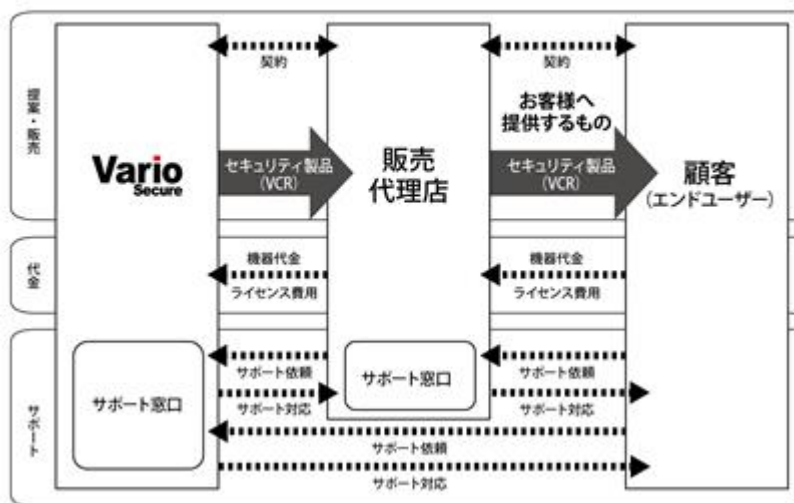 提案・販売
契約
契約
お客様へ
提供するもの
Vario
Secure
セキュリティ製品
(VCR)
販売
代理店
セキュリティ製品
(VCR)
顧客
(エンドユーザー)
代金
機器代金
ライセンス費用
機器代金
ライセンス費用
サポート
サポート窓口
サポート依頼
サポート対応
サポート窓口
サポート依頼
サポート対応
サポート依頼
サポート対応